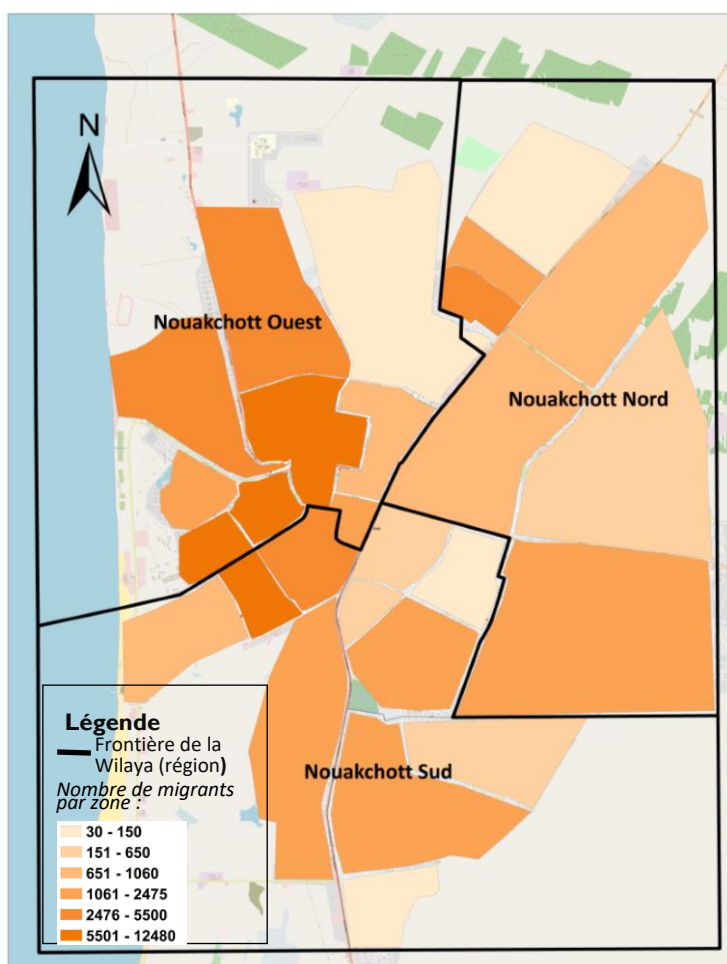 N
Nouakchott Ouest
Nouakchott Nord
Nouakchott Sud
Légende
Frontière de la
Wilaya (région)
Nombre de migrants
par zone :
30 - 150
151 - 650
651 - 1060
1061 - 2475
2476 - 5500
5501 - 12480